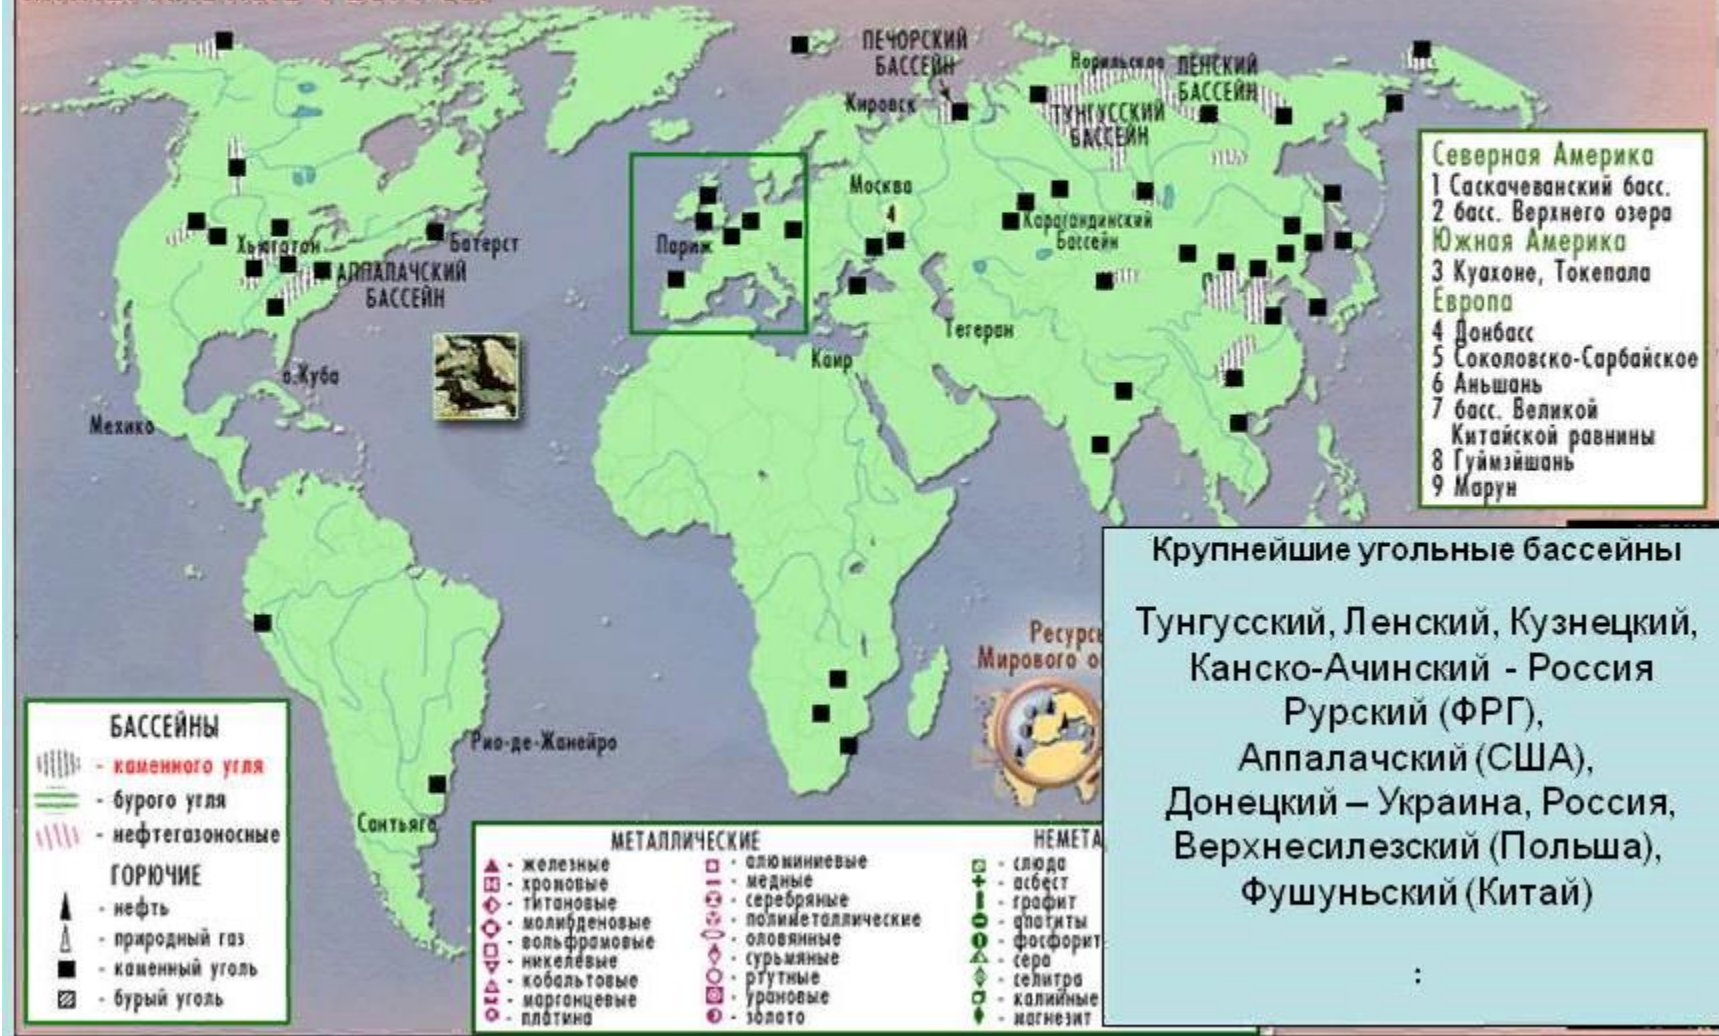 ПЕЧОРСКИЙ
БАССЕЙН
Норильское
ЛЕНСКИЙ
БАССЕЙН
Кировск
ТУНГУССКИЙ
БАССЕЙН
Москва
4
Карагандинский
Бассейн
Париж
Хьюготон
Батерст
АППАЛАЧСКИЙ
БАССЕЙН
Тегеран
Каир
о.Куба
Мехико
Рио-де-Жанейро
Сантьяго
Ресурсы
Мирового о
Северная Америка
1 Саскачеванский басс.
2 басс. Верхнего озера
Южная Америка
3 Куахоне, Токепала
Европа
4 Донбасс
5 Соколовско-Сарбайское
6 Аньшань
7 басс. Великой
Китайской равнины
8 Гуймэйшань
9 Марун
Крупнейшие угольные бассейны
Тунгусский, Ленский, Кузнецкий,
Канско-Ачинский - Россия
Рурский (ФРГ),
Аппалачский (США),
Донецкий – Украина, Россия,
Верхнесилезский (Польша),
Фушуньский (Китай)
:
БАССЕЙНЫ
- каменного угля
- бурого угля
- нефтегазоносные
ГОРЮЧИЕ
- нефть
- природный газ
- каменный уголь
- бурый уголь
МЕТАЛЛИЧЕСКИЕ
- железные
- хромовые
- титановые
- молибденовые
- вольфрамовые
- никелевые
- кобальтовые
- марганцевые
- платина
- алюминиевые
- медные
- серебряные
- полиметаллические
- оловянные
- сурьмяные
- ртутные
- урановые
- золото
НЕМЕТА
- слюда
- асбест
- графит
- апатиты
- фосфорит
- сера
- селитра
- калийные
- магнезит